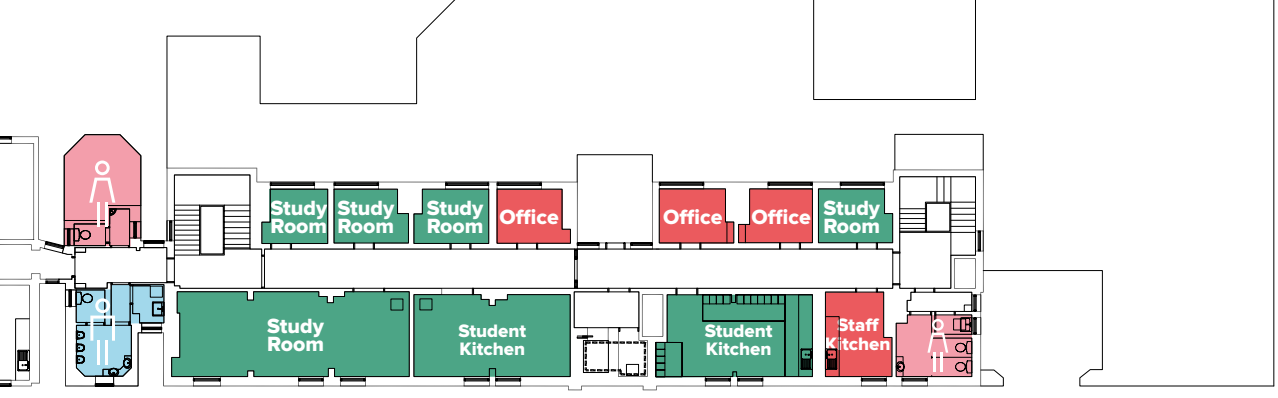 Study
Room
Study
Room
Study
Room
Office
Office
Office
Study
Room
Study
Room
Student
Kitchen
Student
Kitchen
Staff
Kitchen